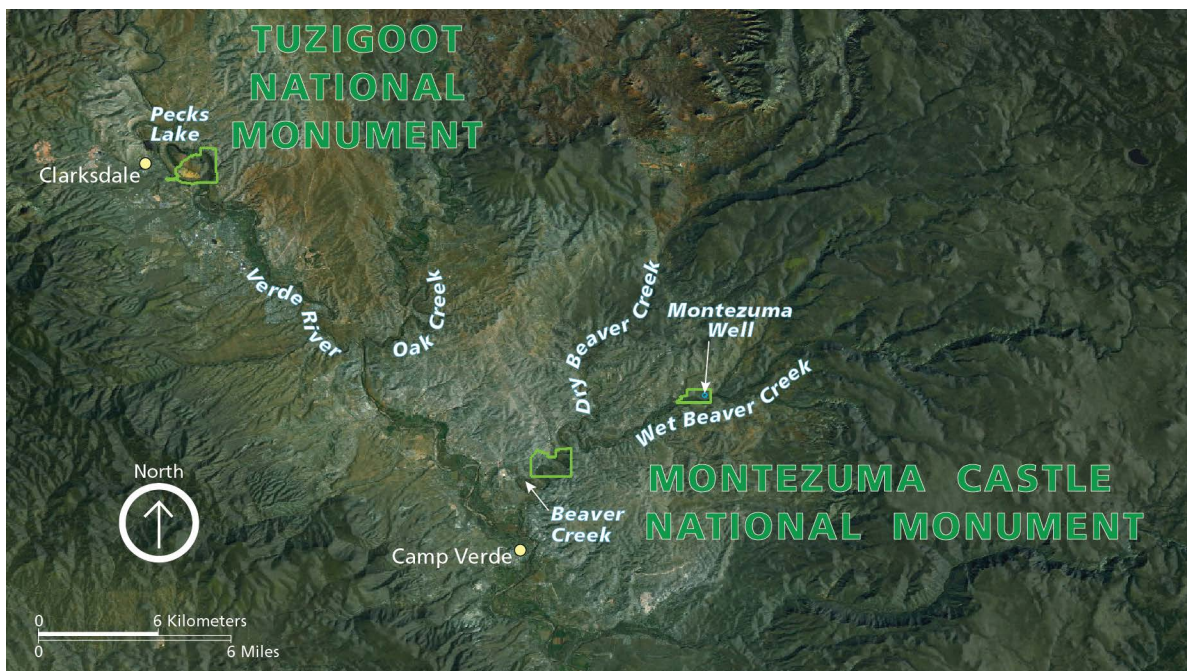 TUZIGOOT
NATIONAL
MONUMENT
Pecks
Lake
Clarksdale
Verde River
Oak Creek
Dry Beaver Creek
Montezuma
Well
Wet Beaver Creek
MONTEZUMA CASTLE
NATIONAL MONUMENT
North
Beaver
Creek
Camp Verde
0 6 Kilometers
0 6 Miles